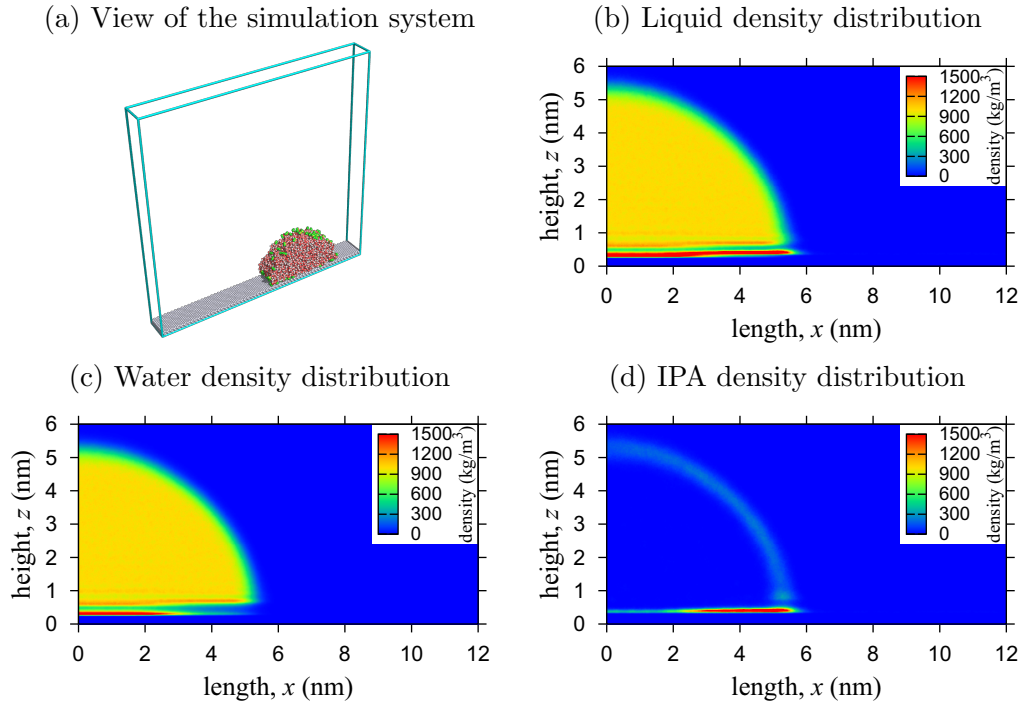 (a) View of the simulation system
(b) Liquid density distribution
6
5
4
3
2
1
0
height, z (nm)
0 2 4 6 8 10 12
length, x (nm)
1500
1200
900
600
300
0
density (kg/m³)
(c) Water density distribution
6
5
4
3
2
1
0
height, z (nm)
0 2 4 6 8 10 12
length, x (nm)
1500
1200
900
600
300
0
density (kg/m³)
(d) IPA density distribution
6
5
4
3
2
1
0
height, z (nm)
0 2 4 6 8 10 12
length, x (nm)
1500
1200
900
600
300
0
density (kg/m³)